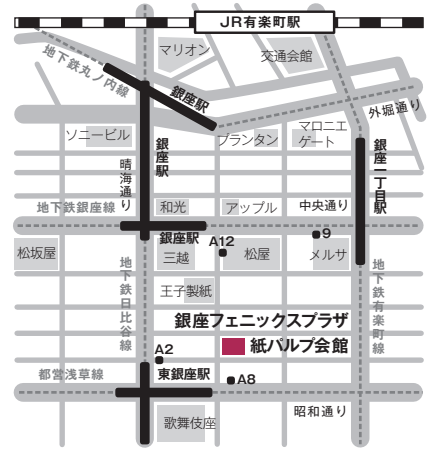 JR有楽町駅
マリオン
交通会館
地下鉄丸ノ内線
銀座駅
外堀通り
ソニービル
銀座駅
プランタン
マロニエ
ゲート
銀座一丁目駅
晴海通り
地下鉄銀座線
和光
アップル
中央通り
銀座駅
A12
9
松坂屋
三越
松屋
メルサ
地下鉄日比谷線
地下鉄有楽町線
王子製紙
銀座フェニックスプラザ
紙パルプ会館
A2
都営浅草線
東銀座駅
A8
歌舞伎座
昭和通り